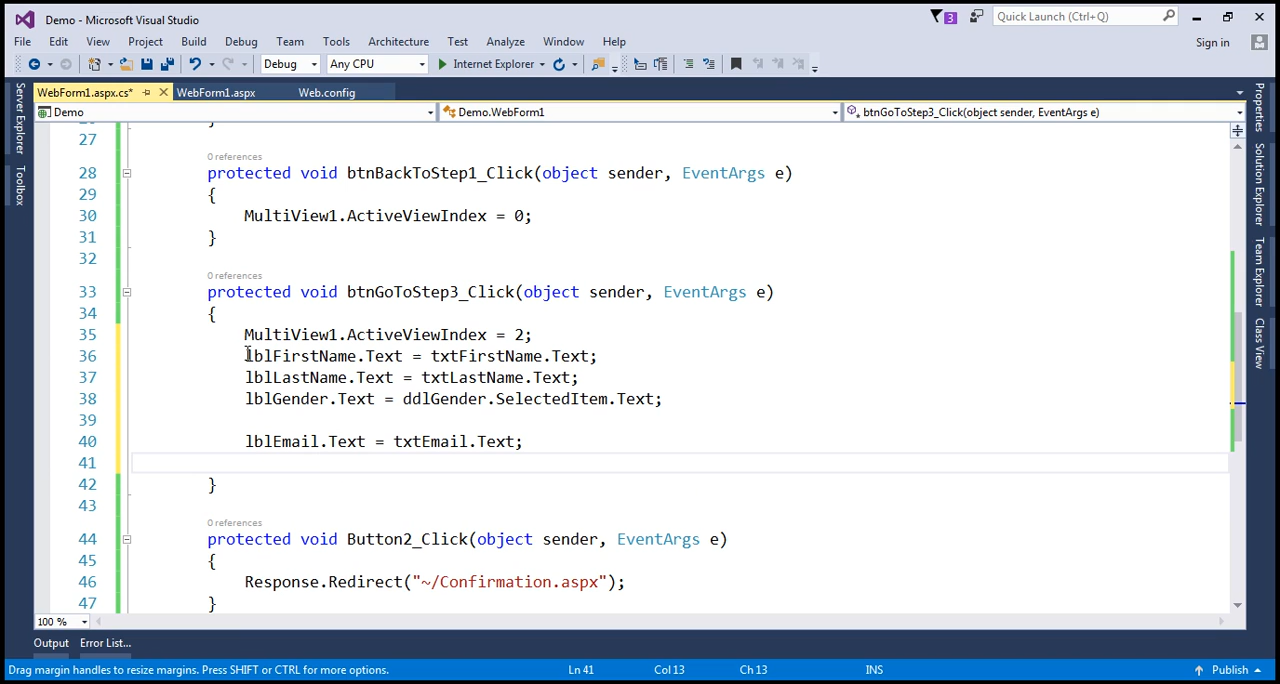 Demo - Microsoft Visual Studio
3
Quick Launch (Ctrl+Q)
File Edit View Project Build Debug Team Tools Architecture Test Analyze Window Help
Sign in
Debug Any CPU Internet Explorer
WebForm1.aspx.cs* WebForm1.aspx Web.config
Demo Demo.WebForm1 btnGoToStep3_Click(object sender, EventArgs e)
Server Explorer
Toolbox
Properties
Solution Explorer
Team Explorer
Class View
27
0 references
28 protected void btnBackToStep1_Click(object sender, EventArgs e)
29 {
30 MultiView1.ActiveViewIndex = 0;
31 }
32
0 references
33 protected void btnGoToStep3_Click(object sender, EventArgs e)
34 {
35 MultiView1.ActiveViewIndex = 2;
36 lblFirstName.Text = txtFirstName.Text;
37 lblLastName.Text = txtLastName.Text;
38 lblGender.Text = ddlGender.SelectedItem.Text;
39
40 lblEmail.Text = txtEmail.Text;
41
42 }
43
0 references
44 protected void Button2_Click(object sender, EventArgs e)
45 {
46 Response.Redirect("~/Confirmation.aspx");
47 }
100 %
Output Error List...
Drag margin handles to resize margins. Press SHIFT or CTRL for more options. Ln 41 Col 13 Ch 13 INS Publish